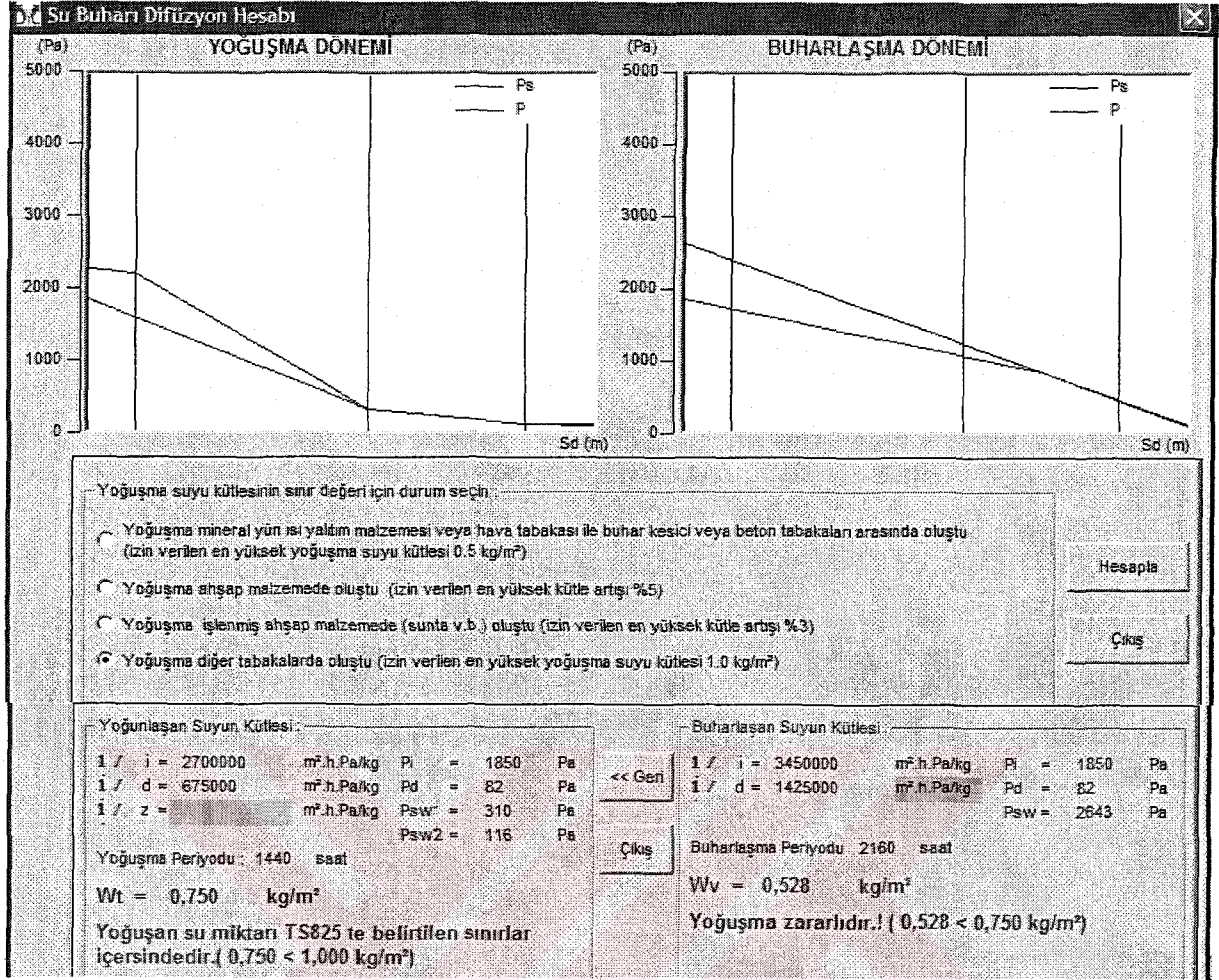 Su Buharı Difüzyon Hesabı
(Pa) YOĞUŞMA DÖNEMİ
5000
4000
3000
2000
1000
0
Ps
P
Sd (m)
(Pa) BUHARLAŞMA DÖNEMİ
5000
4000
3000
2000
1000
0
Ps
P
Sd (m)
Yoğuşma suyu kütlesinin sınır değeri için durum seçin :
Yoğuşma mineral yün ısı yalıtım malzemesi veya hava tabakası ile buhar kesici veya beton tabakaları arasında oluştu
(izin verilen en yüksek yoğuşma suyu kütlesi 0.5 kg/m²)
Yoğuşma ahşap malzemede oluştu (izin verilen en yüksek kütle artışı %5)
Yoğuşma işlenmiş ahşap malzemede (sunta v.b.) oluştu (izin verilen en yüksek kütle artışı %3)
Yoğuşma diğer tabakalarda oluştu (izin verilen en yüksek yoğuşma suyu kütlesi 1.0 kg/m²)
Hesapla
Çıkış
Yoğunlaşan Suyun Kütlesi :
1 / i = 2700000 m².h.Pa/kg Pi = 1850 Pa
1 / d = 675000 m².h.Pa/kg Pd = 82 Pa
1 / z = m².h.Pa/kg Psw = 310 Pa
Psw2 = 116 Pa
Yoğuşma Periyodu : 1440 saat
Wt = 0,750 kg/m²
Yoğuşan su miktarı TS825 te belirtilen sınırlar
içersindedir.( 0,750 < 1,000 kg/m²)
<< Geri
Çıkış
Buharlaşan Suyun Kütlesi :
1 / i = 3450000 m².h.Pa/kg Pi = 1850 Pa
1 / d = 1425000 m².h.Pa/kg Pd = 82 Pa
Psw = 2643 Pa
Buharlaşma Periyodu 2160 saat
Wv = 0,528 kg/m²
Yoğuşma zararlıdır.! ( 0,528 < 0,750 kg/m²)